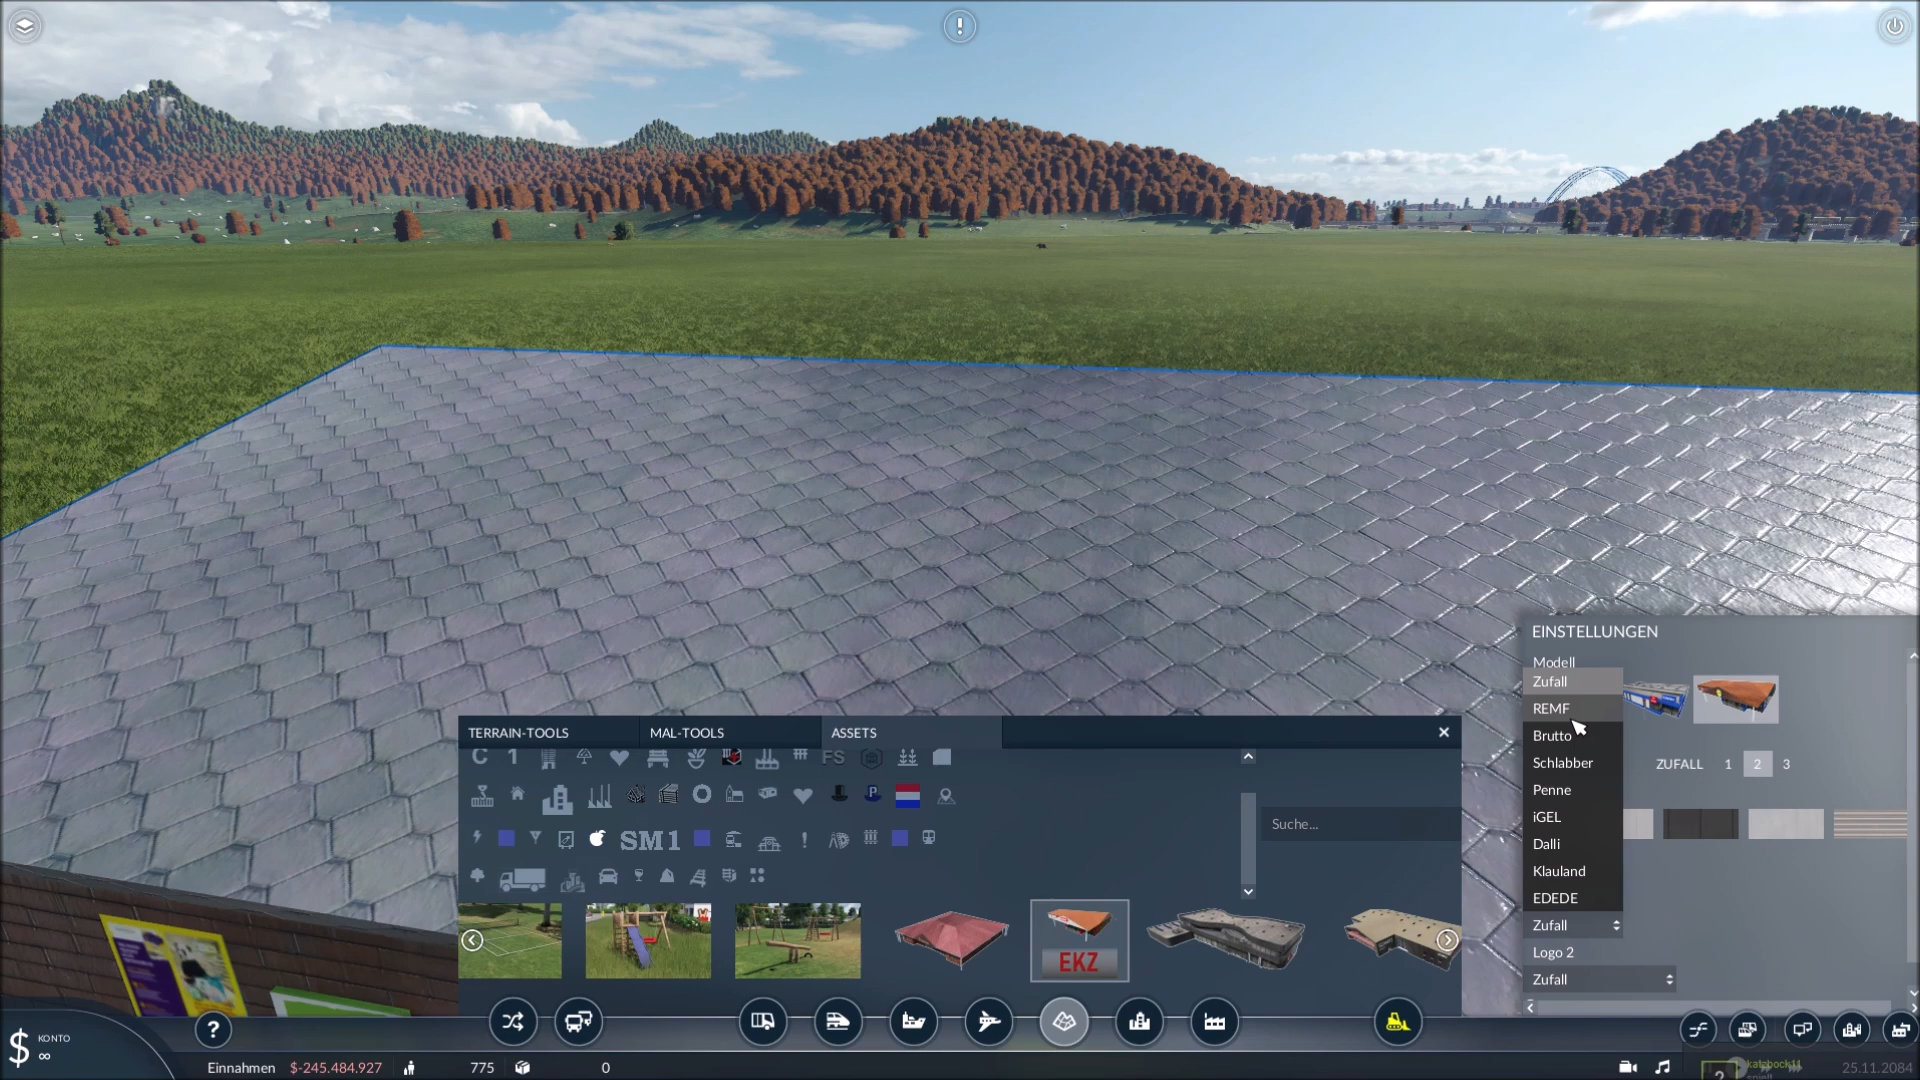 EINSTELLUNGEN
Modell
Zufall
REMF
Brutto
Schlabber
Penne
iGEL
Dalli
Klauland
EDEDE
Zufall
Logo 2
Zufall
ZUFALL 1 2 3
TERRAIN-TOOLS MAL-TOOLS ASSETS
C 1 FS
P
SM1
Suche...
EKZ
$ KONTO
∞
?
Einnahmen $-245.484.927 775 0
katzbock11
spielt
25.11.2084